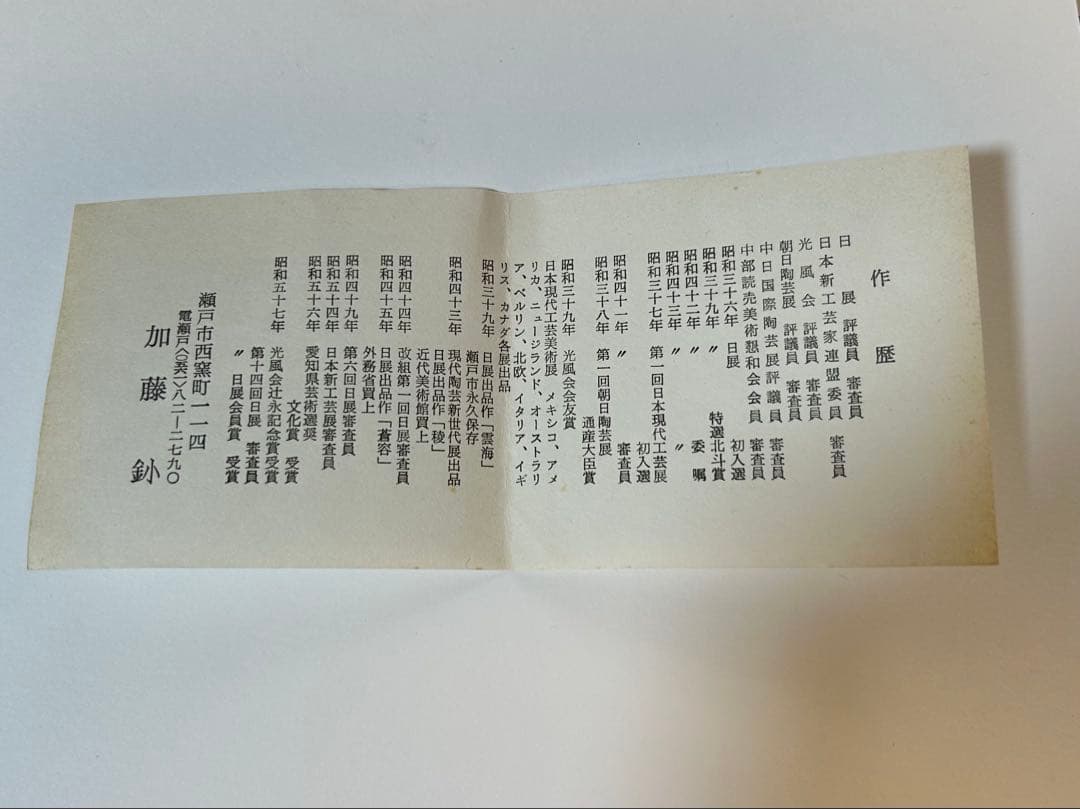 作歴
日展 評議員 審査員
日本新工芸家連盟委員 審査員
光風会 評議員 審査員
朝日陶芸展 評議員 審査員
中日国際陶芸展評議員 審査員
中部読売美術懇和会会員 審査員
昭和三十六年 日展 初入選
昭和三十九年 〃 特選北斗賞
昭和四十二年 〃 委嘱
昭和四十三年 〃 〃
昭和三十七年 第一回日本現代工芸展 初入選
昭和四十一年 〃 審査員
昭和三十八年 第一回朝日陶芸展 通産大臣賞
昭和三十九年 光風会会友賞
日本現代工芸美術展、メキシコ、アメ
リカ、ニュージランド、オーストラリ
ア、ベルリン、北欧、イタリア、イギ
リス、カナダ各展出品
昭和三十九年 日展出品作「雲海」
瀬戸市永久保存
昭和四十三年 現代陶芸新世代展出品
日展出品作「稜」
近代美術館買上
昭和四十四年 改組第一回日展審査員
昭和四十五年 日展出品作「蒼容」
外務省買上
昭和四十九年 第六回日展審査員
昭和五十四年 日本新工芸展審査員
昭和五十六年 愛知県芸術選奨
文化賞 受賞
昭和五十七年 光風会辻永記念賞受賞
第十四回日展 審査員
〃 日展会員賞 受賞
瀬戸市西窯町一一四
電瀬戸〈〇五六一〉八二―二七九〇
加藤鈔